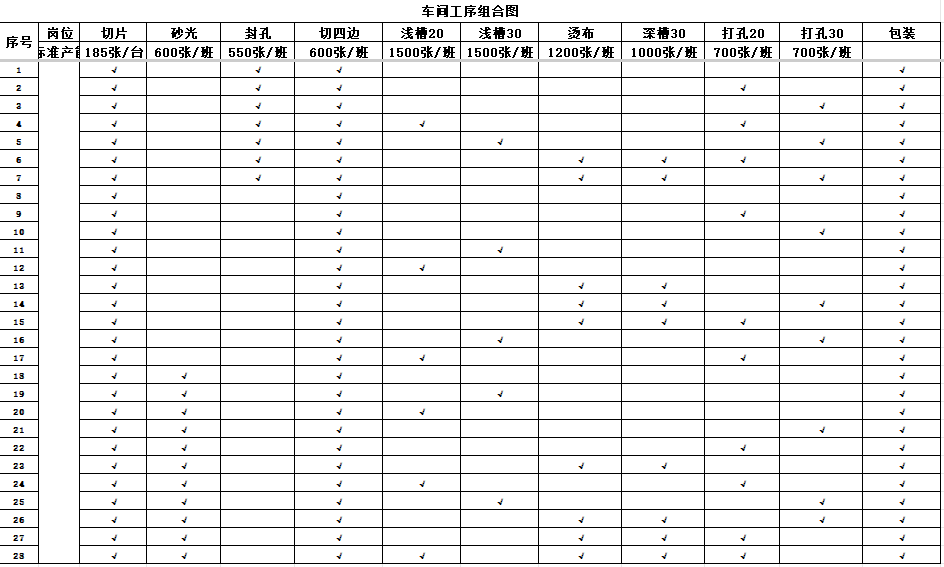 车间工序组合图
序号 岗位 切片 砂光 封孔 切四边 浅槽20 浅槽30 烫布 深槽30 打孔20 打孔30 包装
标准产能 185张/台 600张/班 550张/班 600张/班 1500张/班 1500张/班 1200张/班 1000张/班 700张/班 700张/班
1 √ √ √ √
2 √ √ √ √ √
3 √ √ √ √ √
4 √ √ √ √ √ √
5 √ √ √ √ √ √
6 √ √ √ √ √ √ √
7 √ √ √ √ √ √ √
8 √ √ √
9 √ √ √ √
10 √ √ √ √
11 √ √ √ √
12 √ √ √ √
13 √ √ √ √ √
14 √ √ √ √ √ √
15 √ √ √ √ √ √
16 √ √ √ √ √
17 √ √ √ √ √
18 √ √ √ √
19 √ √ √ √ √
20 √ √ √ √ √
21 √ √ √ √ √
22 √ √ √ √ √
23 √ √ √ √ √ √
24 √ √ √ √ √ √
25 √ √ √ √ √ √
26 √ √ √ √ √ √ √
27 √ √ √ √ √ √ √
28 √ √ √ √ √ √ √ √